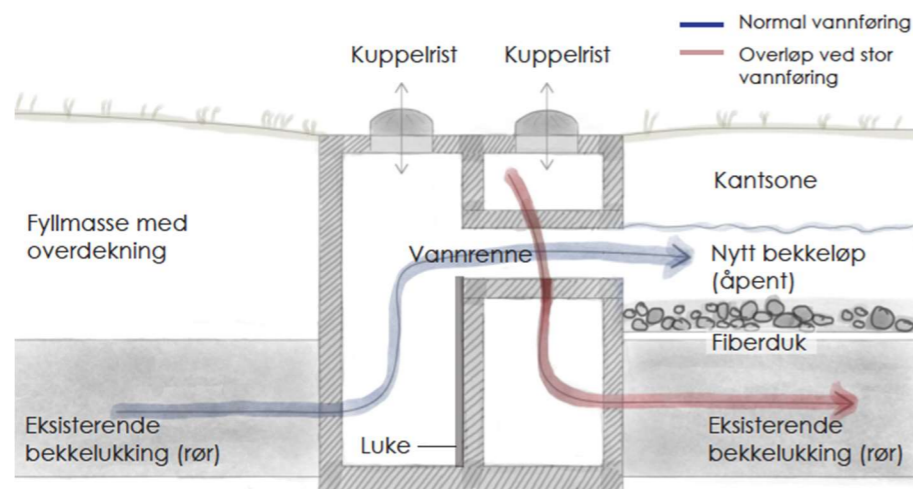 Normal vannføring
Overløp ved stor
vannføring
Kuppelrist
Kuppelrist
Kantsone
Fyllmasse med
overdekning
Vannrenne
Nytt bekkeløp
(åpent)
Fiberduk
Eksisterende
bekkelukking (rør)
Luke
Eksisterende
bekkelukking (rør)